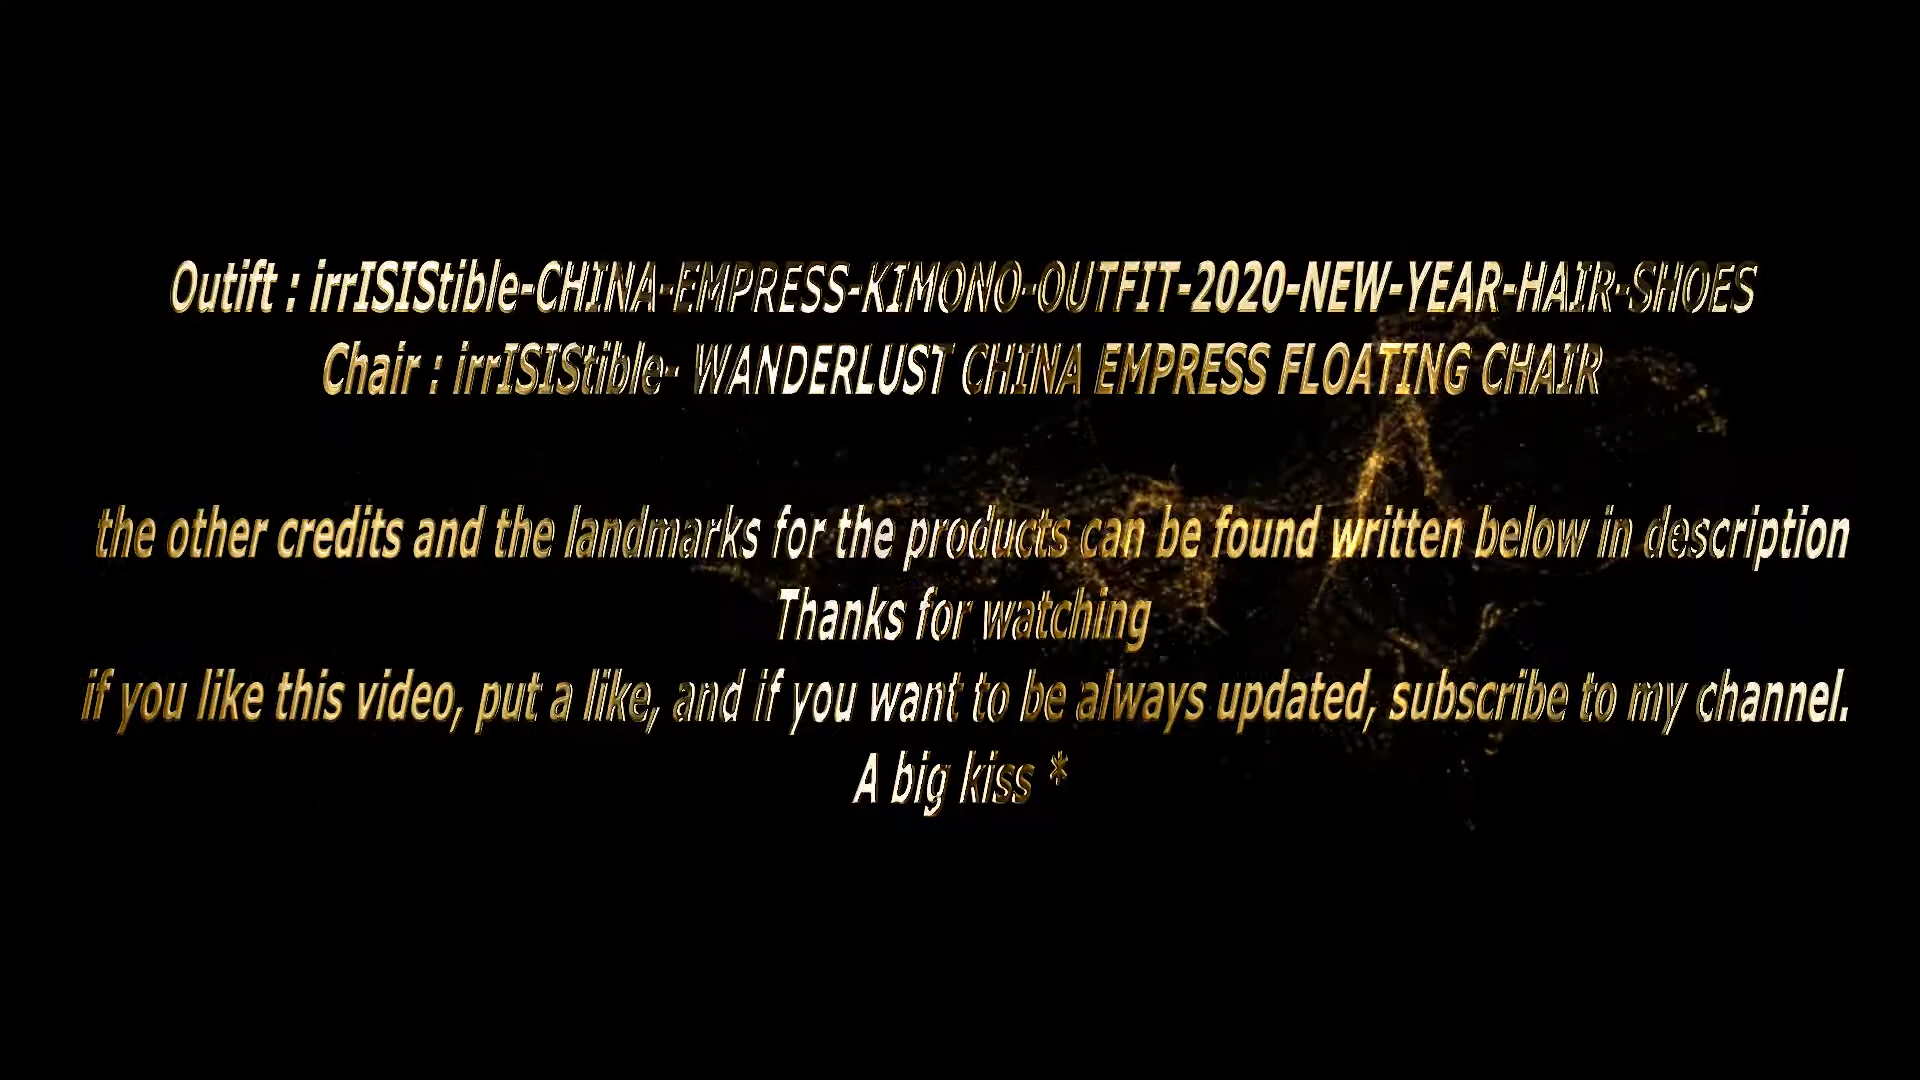 Outift : irrISIStible-CHINA-EMPRESS-KIMONO-OUTFIT-2020-NEW-YEAR-HAIR-SHOES
Chair : irrISIStible- WANDERLUST CHINA EMPRESS FLOATING CHAIR
the other credits and the landmarks for the products can be found written below in description
Thanks for watching
if you like this video, put a like, and if you want to be always updated, subscribe to my channel.
A big kiss *